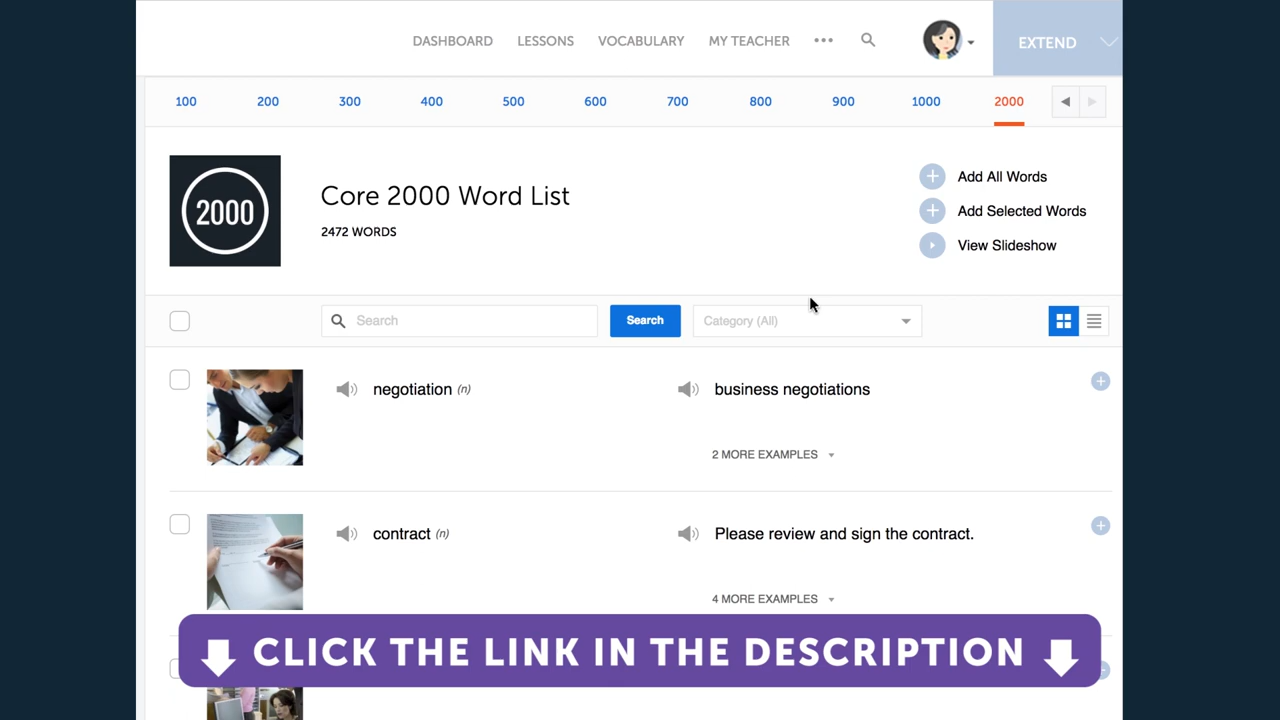 DASHBOARD LESSONS VOCABULARY MY TEACHER EXTEND
100 200 300 400 500 600 700 800 900 1000 2000
2000
Core 2000 Word List
2472 WORDS
Add All Words
Add Selected Words
View Slideshow
Search Search Category (All)
negotiation (n) business negotiations
2 MORE EXAMPLES
contract (n) Please review and sign the contract.
4 MORE EXAMPLES
CLICK THE LINK IN THE DESCRIPTION